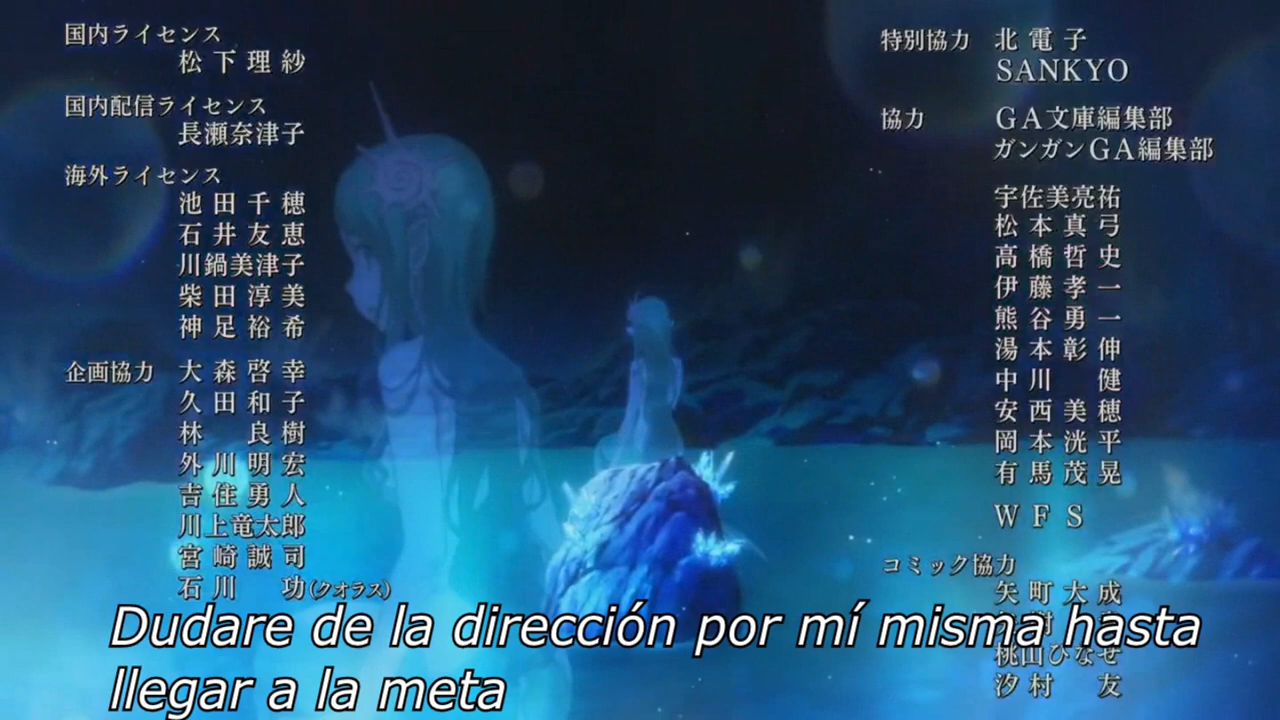 国内ライセンス
松下理紗
国内配信ライセンス
長瀬奈津子
海外ライセンス
池田千穂
石井友恵
川鍋美津子
柴田淳美
神足裕希
企画協力 大森啓幸
久田和子
林 良樹
外川明宏
吉住勇人
川上竜太郎
宮崎誠司
石川 功(クオラス)
特別協力 北電子
SANKYO
協力 GA文庫編集部
ガンガンGA編集部
宇佐美亮祐
松本真弓
高橋哲史
伊藤孝一
熊谷勇一
湯本彰伸
中川 健
安西美穂
岡本洸平
有馬茂晃
WFS
コミック協力
矢町大成
桃山ひなせ
汐村 友
Dudare de la dirección por mí misma hasta
llegar a la meta